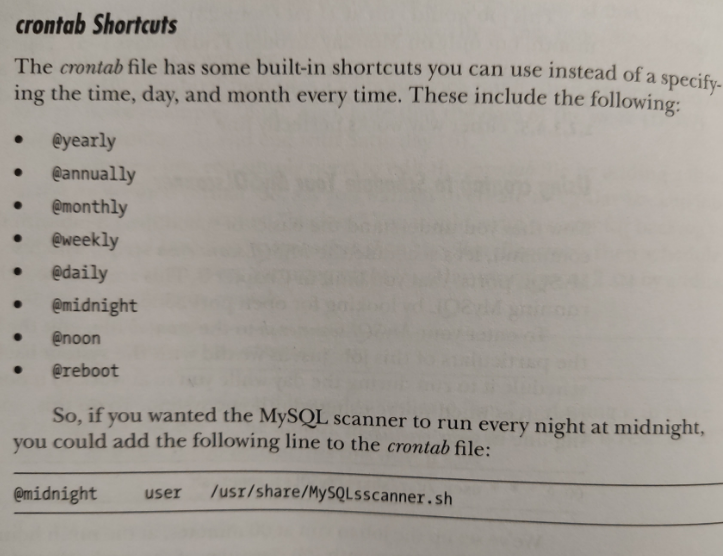 crontab Shortcuts
The crontab file has some built-in shortcuts you can use instead of a specify-
ing the time, day, and month every time. These include the following:
• @yearly
• @annually
• @monthly
• @weekly
• @daily
• @midnight
• @noon
• @reboot
So, if you wanted the MySQL scanner to run every night at midnight,
you could add the following line to the crontab file:
@midnight user /usr/share/MySQLsscanner.sh